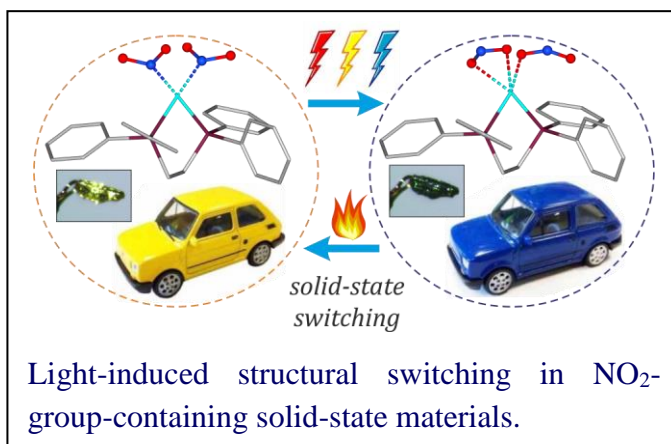 solid-state
switching
Light-induced structural switching in NO₂-
group-containing solid-state materials.